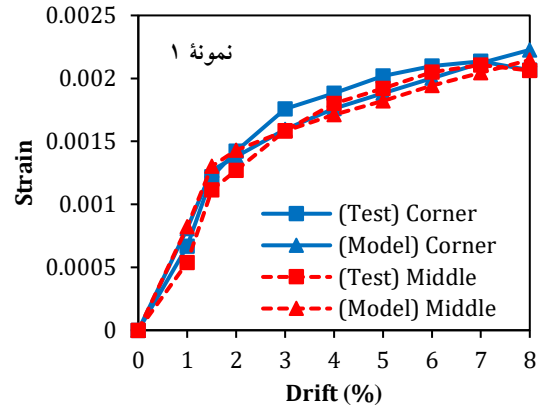 0.0025
نمونهٔ ۱
0.002
0.0015
Strain
0.001
(Test) Corner
(Model) Corner
0.0005
(Test) Middle
(Model) Middle
0
0 1 2 3 4 5 6 7 8
Drift (%)